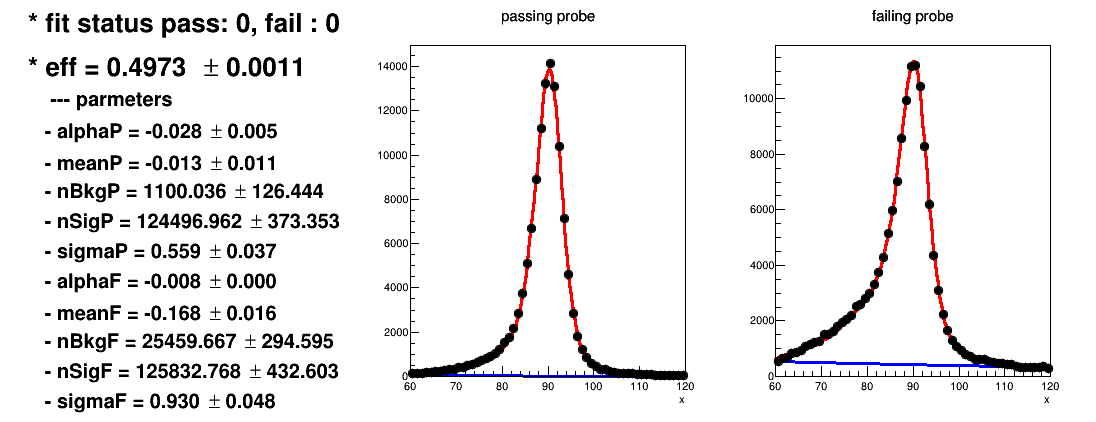 * fit status pass: 0, fail : 0
* eff = 0.4973 ± 0.0011
--- parmeters
- alphaP = -0.028 ± 0.005
- meanP = -0.013 ± 0.011
- nBkgP = 1100.036 ± 126.444
- nSigP = 124496.962 ± 373.353
- sigmaP = 0.559 ± 0.037
- alphaF = -0.008 ± 0.000
- meanF = -0.168 ± 0.016
- nBkgF = 25459.667 ± 294.595
- nSigF = 125832.768 ± 432.603
- sigmaF = 0.930 ± 0.048
passing probe
14000
12000
10000
8000
6000
4000
2000
0
60 70 80 90 100 110 120
x
failing probe
10000
8000
6000
4000
2000
0
60 70 80 90 100 110 120
x